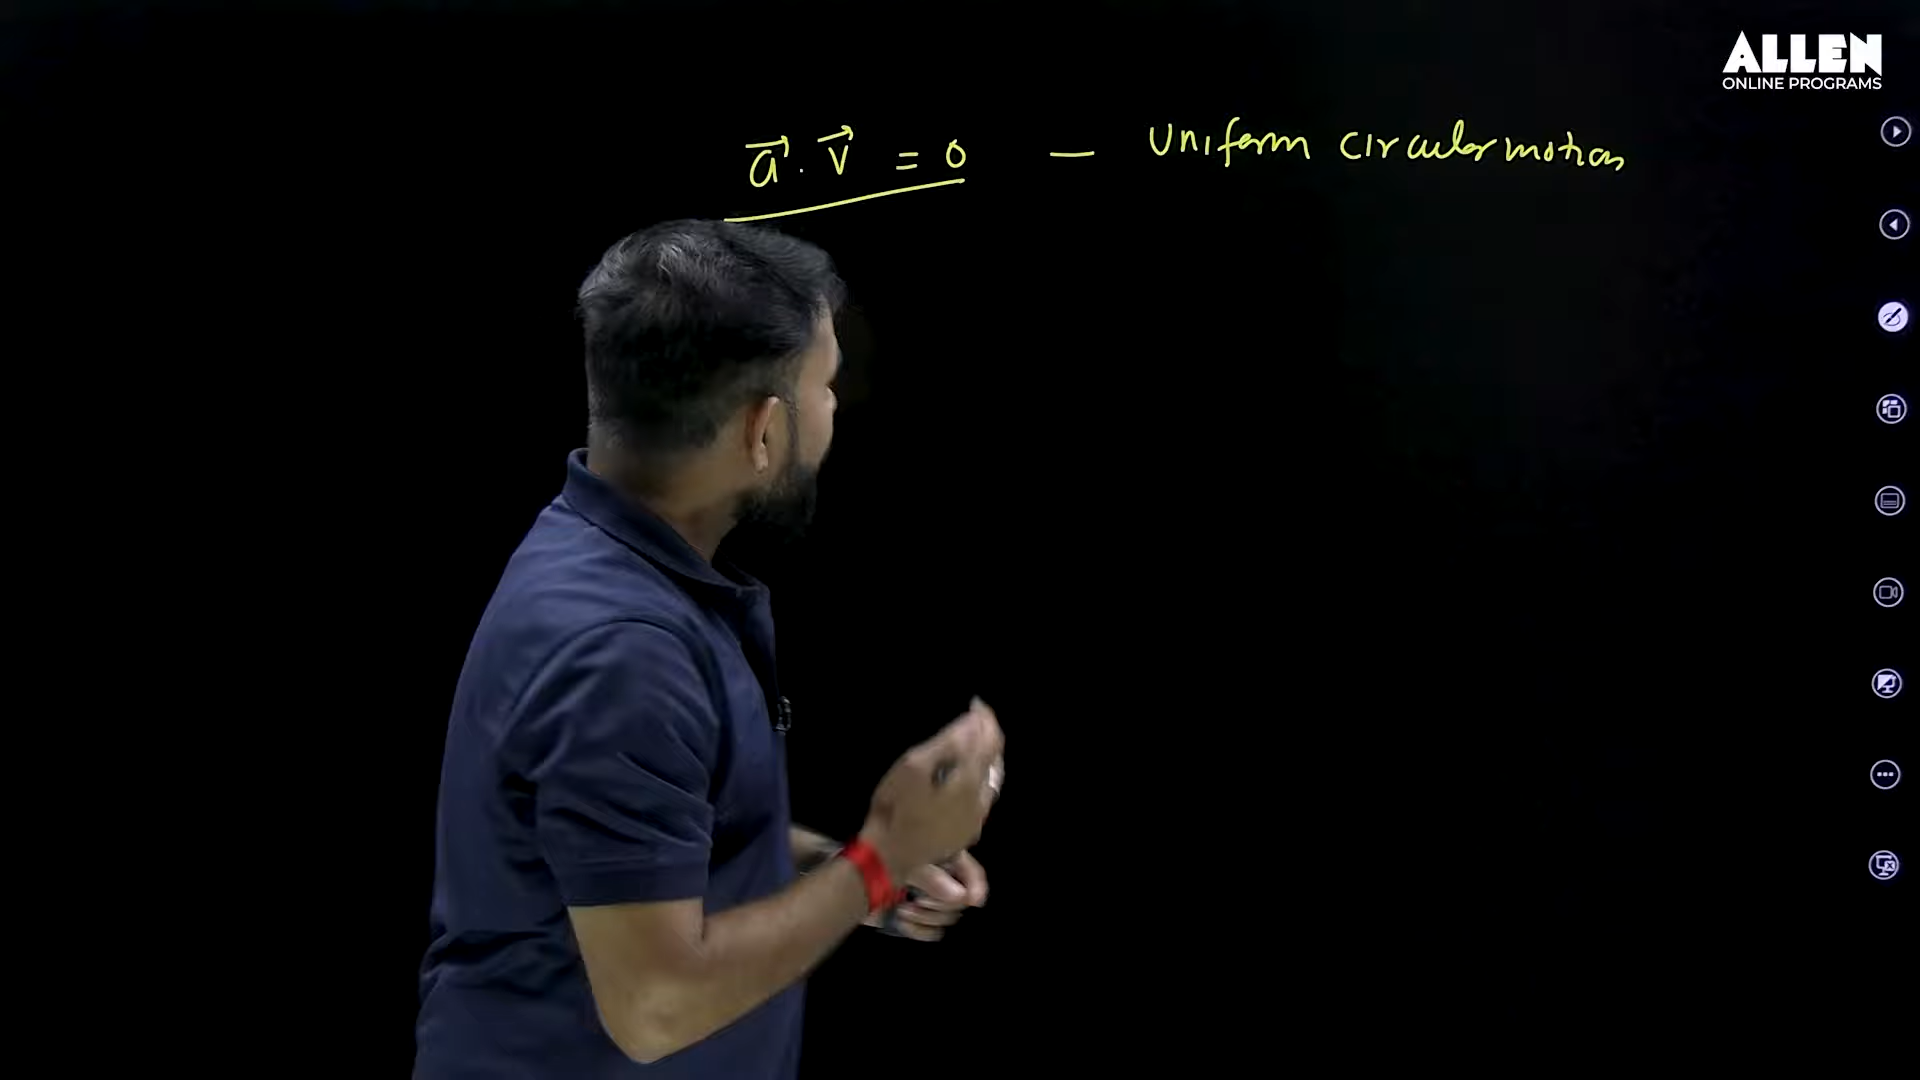 ALLEN
ONLINE PROGRAMS
a⃗ . v⃗ = 0 — Uniform circular motion